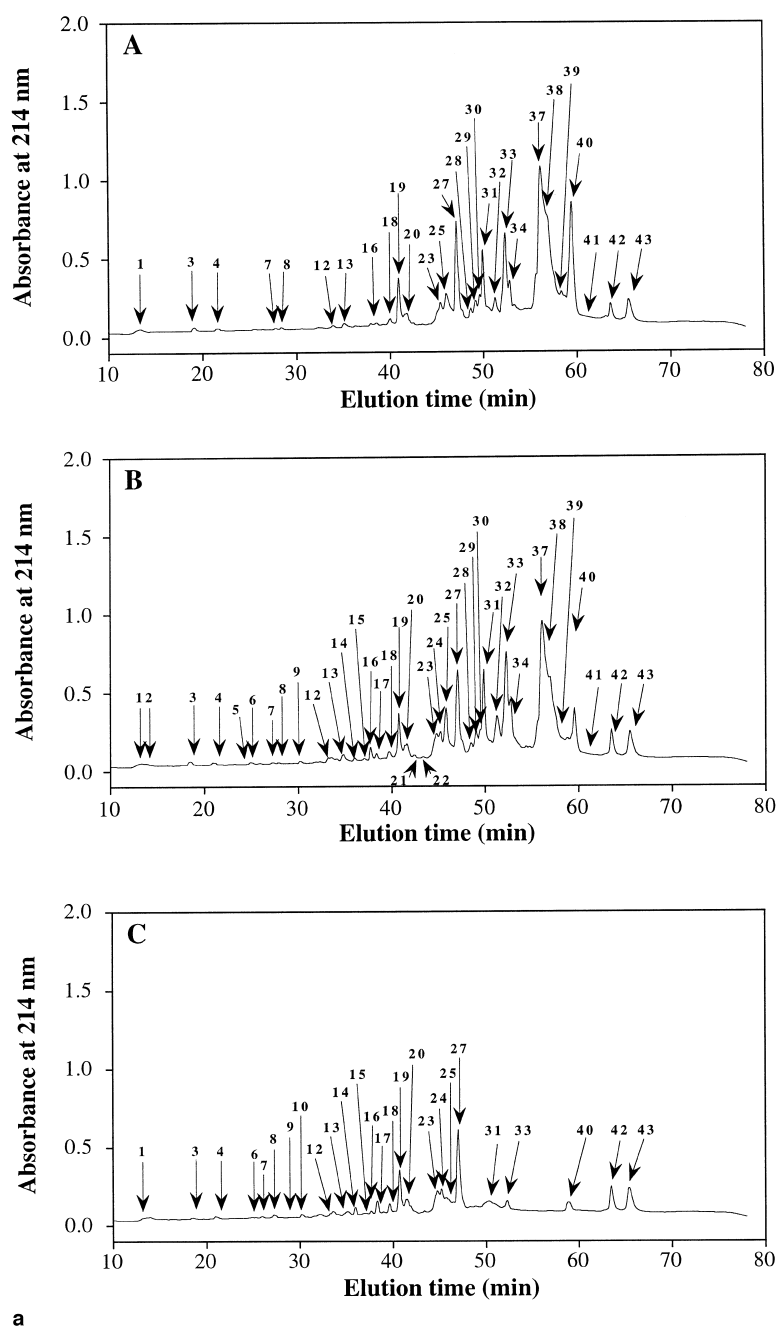 A
Absorbance at 214 nm
2.0
1.5
1.0
0.5
0.0
1 3 4 7 8 12 13 16 18 19 20 23 25 27 28 29 30 31 32 33 34 37 38 39 40 41 42 43
10 20 30 40 50 60 70 80
Elution time (min)
B
Absorbance at 214 nm
2.0
1.5
1.0
0.5
0.0
1 2 3 4 5 6 7 8 9 12 13 14 15 16 17 18 19 20 21 22 23 24 25 27 28 29 30 31 32 33 34 37 38 39 40 41 42 43
10 20 30 40 50 60 70 80
Elution time (min)
C
Absorbance at 214 nm
2.0
1.5
1.0
0.5
0.0
1 3 4 6 7 8 9 10 12 13 14 15 16 17 18 19 20 23 24 25 27 31 33 40 42 43
10 20 30 40 50 60 70 80
Elution time (min)
a